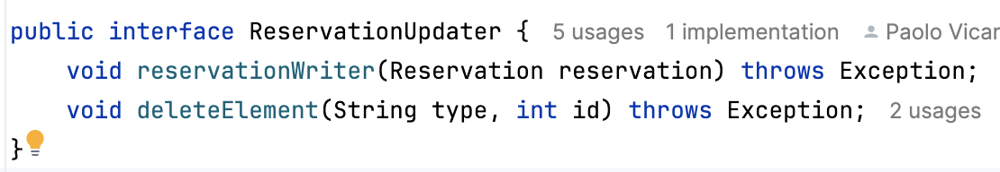 public interface ReservationUpdater { 5 usages 1 implementation Paolo Vicar
void reservationWriter(Reservation reservation) throws Exception;
void deleteElement(String type, int id) throws Exception; 2 usages
}